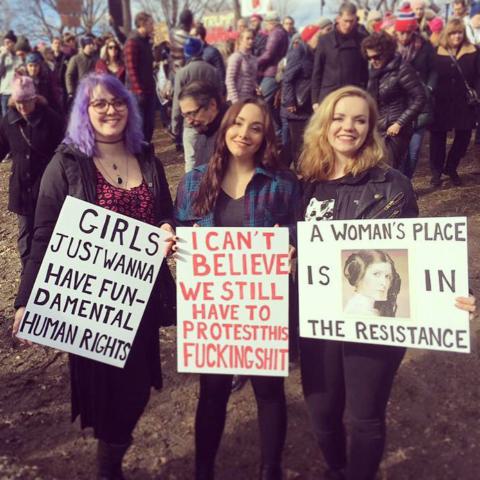 GIRLS
JUST WANNA
HAVE FUN-
DAMENTAL
HUMAN RIGHTS
I CAN'T
BELIEVE
WE STILL
HAVE TO
PROTEST THIS
FUCKING SHIT
A WOMAN'S PLACE
IS IN
THE RESISTANCE